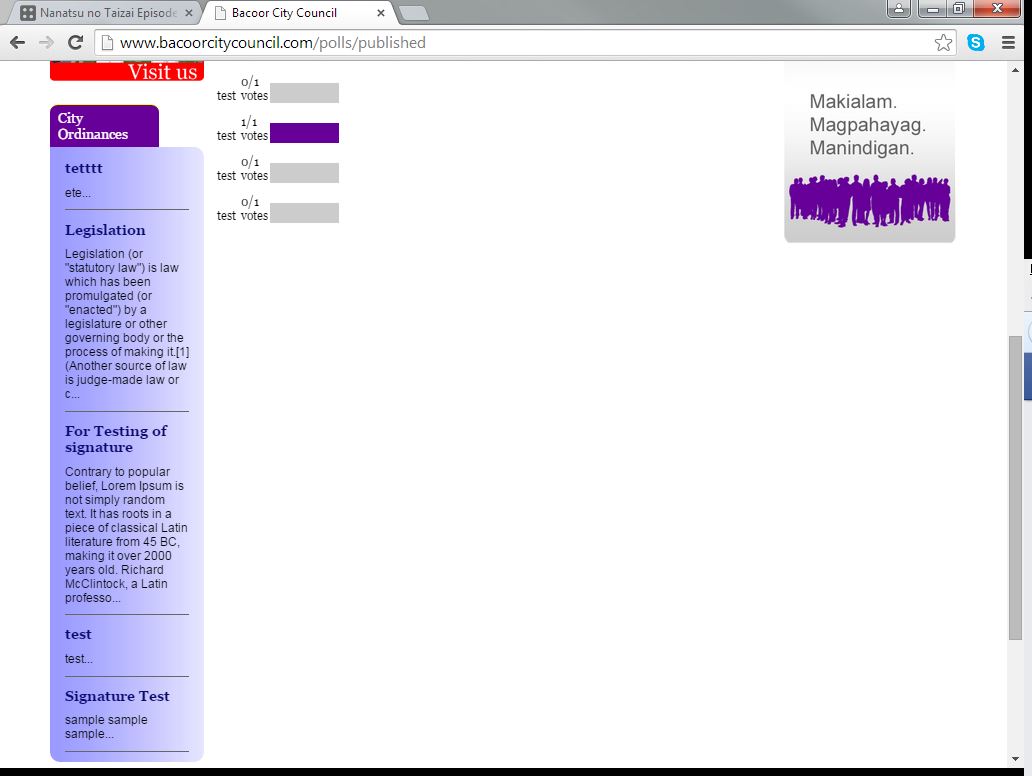 Nanatsu no Taizai Episode
Bacoor City Council
www.bacoorcitycouncil.com/polls/published
Visit us
City
Ordinances
tetttt
ete...
Legislation
Legislation (or
"statutory law") is law
which has been
promulgated (or
"enacted") by a
legislature or other
governing body or the
process of making it.[1]
(Another source of law
is judge-made law or
c...
For Testing of
signature
Contrary to popular
belief, Lorem Ipsum is
not simply random
text. It has roots in a
piece of classical Latin
literature from 45 BC,
making it over 2000
years old. Richard
McClintock, a Latin
professo...
test
test...
Signature Test
sample sample
sample...
0/1
test votes
1/1
test votes
0/1
test votes
0/1
test votes
Makialam.
Magpahayag.
Manindigan.